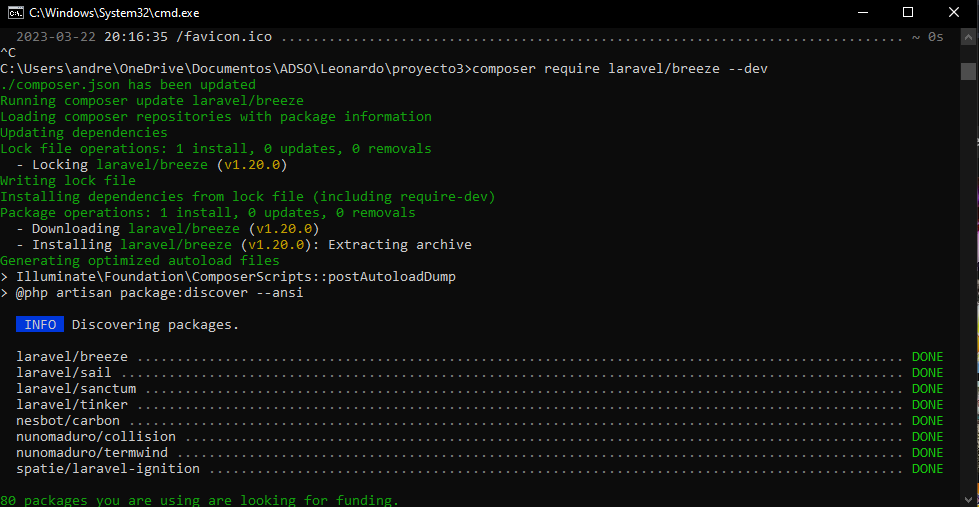 C:\Windows\System32\cmd.exe
2023-03-22 20:16:35 /favicon.ico .............................................................................. ~ 0s
^C
C:\Users\andre\OneDrive\Documentos\ADSO\Leonardo\proyecto3>composer require laravel/breeze --dev
./composer.json has been updated
Running composer update laravel/breeze
Loading composer repositories with package information
Updating dependencies
Lock file operations: 1 install, 0 updates, 0 removals
  - Locking laravel/breeze (v1.20.0)
Writing lock file
Installing dependencies from lock file (including require-dev)
Package operations: 1 install, 0 updates, 0 removals
  - Downloading laravel/breeze (v1.20.0)
  - Installing laravel/breeze (v1.20.0): Extracting archive
Generating optimized autoload files
> Illuminate\Foundation\ComposerScripts::postAutoloadDump
> @php artisan package:discover --ansi
INFO Discovering packages.
laravel/breeze ................................................................................................ DONE
laravel/sail .................................................................................................. DONE
laravel/sanctum ............................................................................................... DONE
laravel/tinker ................................................................................................ DONE
nesbot/carbon ................................................................................................. DONE
nunomaduro/collision .......................................................................................... DONE
nunomaduro/termwind ........................................................................................... DONE
spatie/laravel-ignition ....................................................................................... DONE
80 packages you are using are looking for funding.